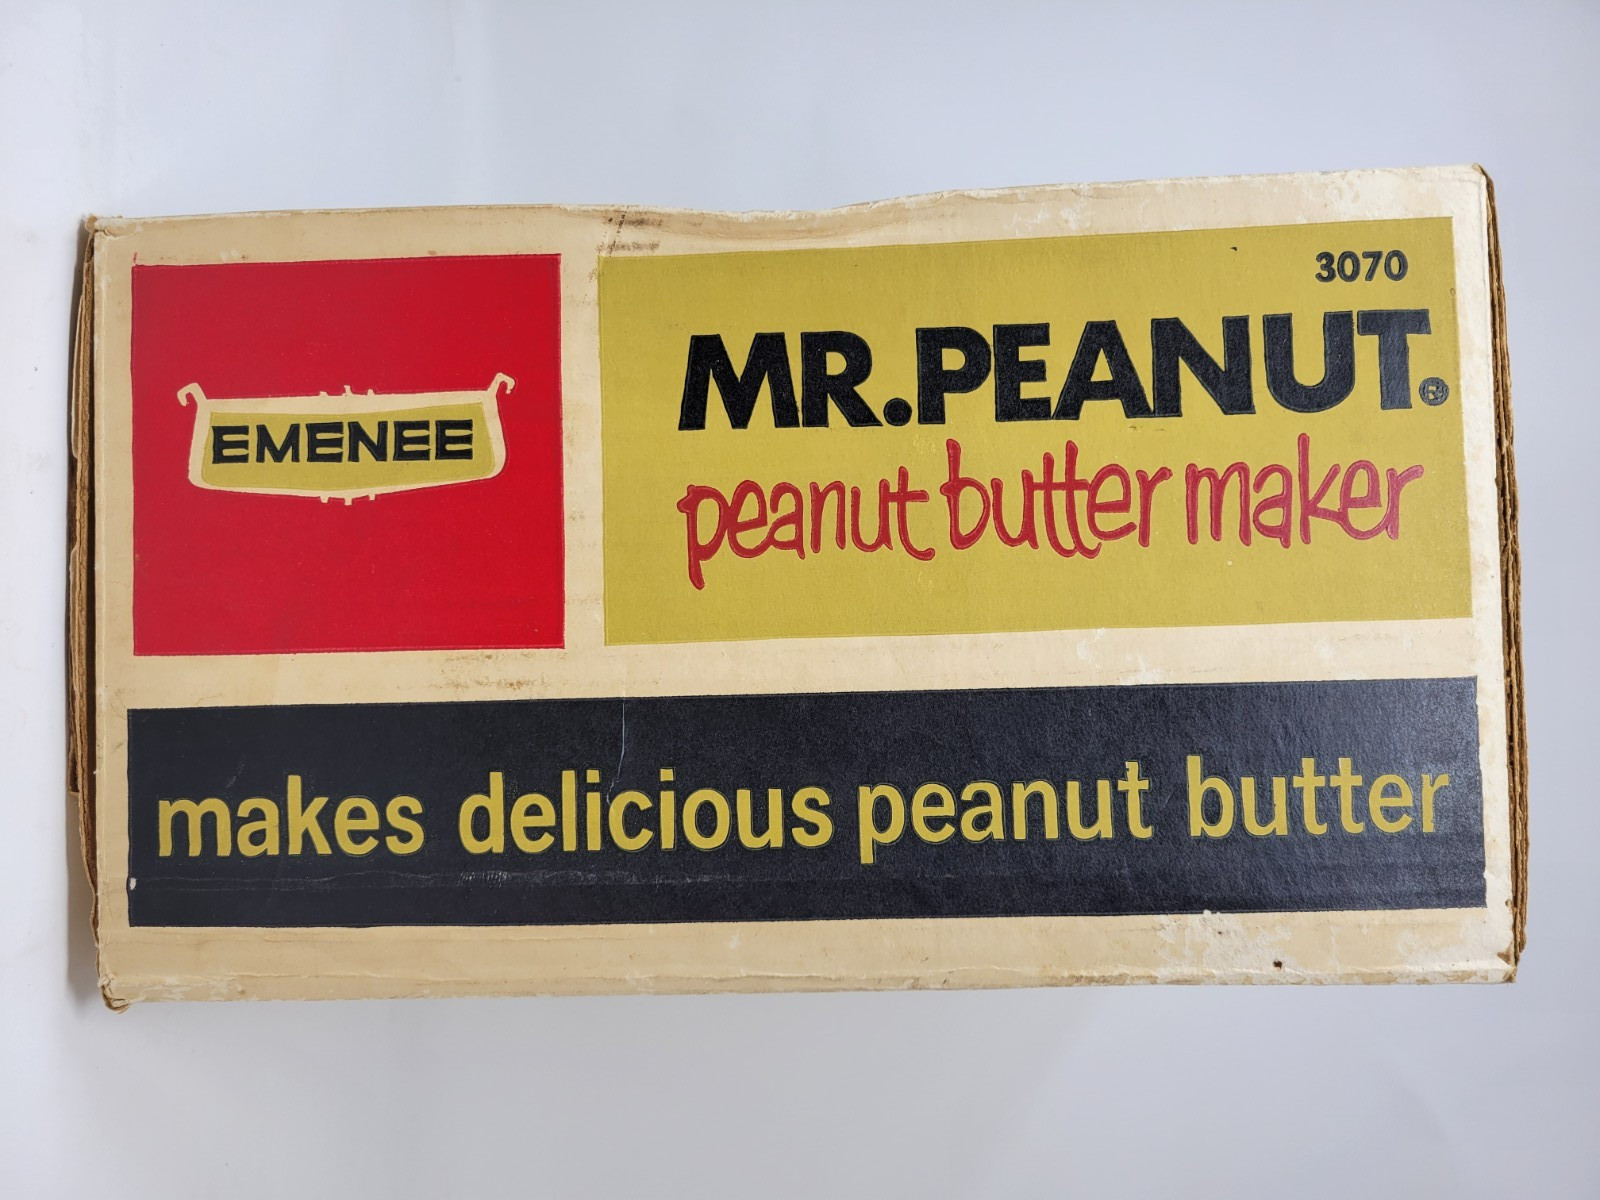 EMENEE
3070
MR. PEANUT®
peanut butter maker
makes delicious peanut butter